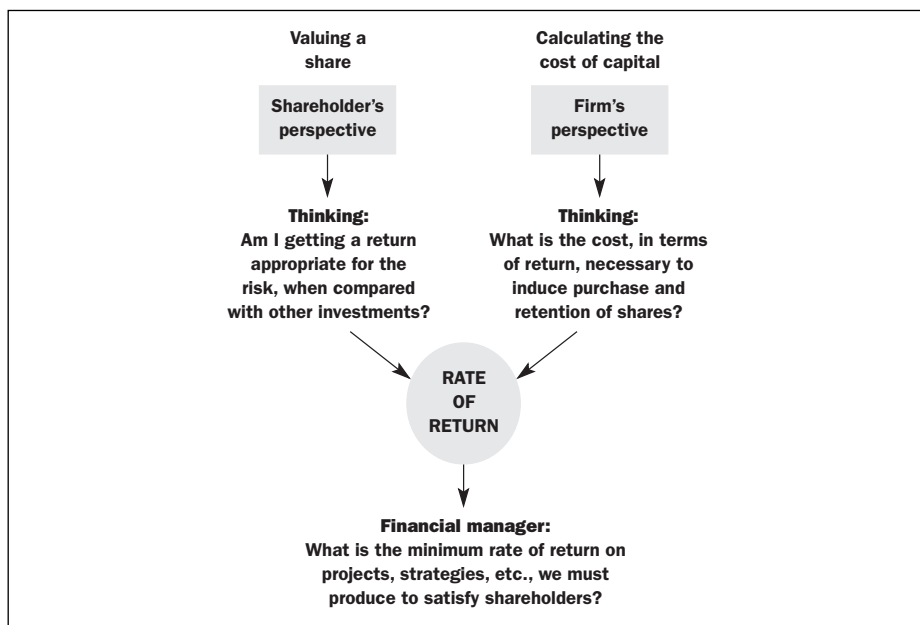 Valuing a
share
Shareholder's
perspective
Thinking:
Am I getting a return
appropriate for the
risk, when compared
with other investments?
Calculating the
cost of capital
Firm's
perspective
Thinking:
What is the cost, in terms
of return, necessary to
induce purchase and
retention of shares?
RATE
OF
RETURN
Financial manager:
What is the minimum rate of return on
projects, strategies, etc., we must
produce to satisfy shareholders?